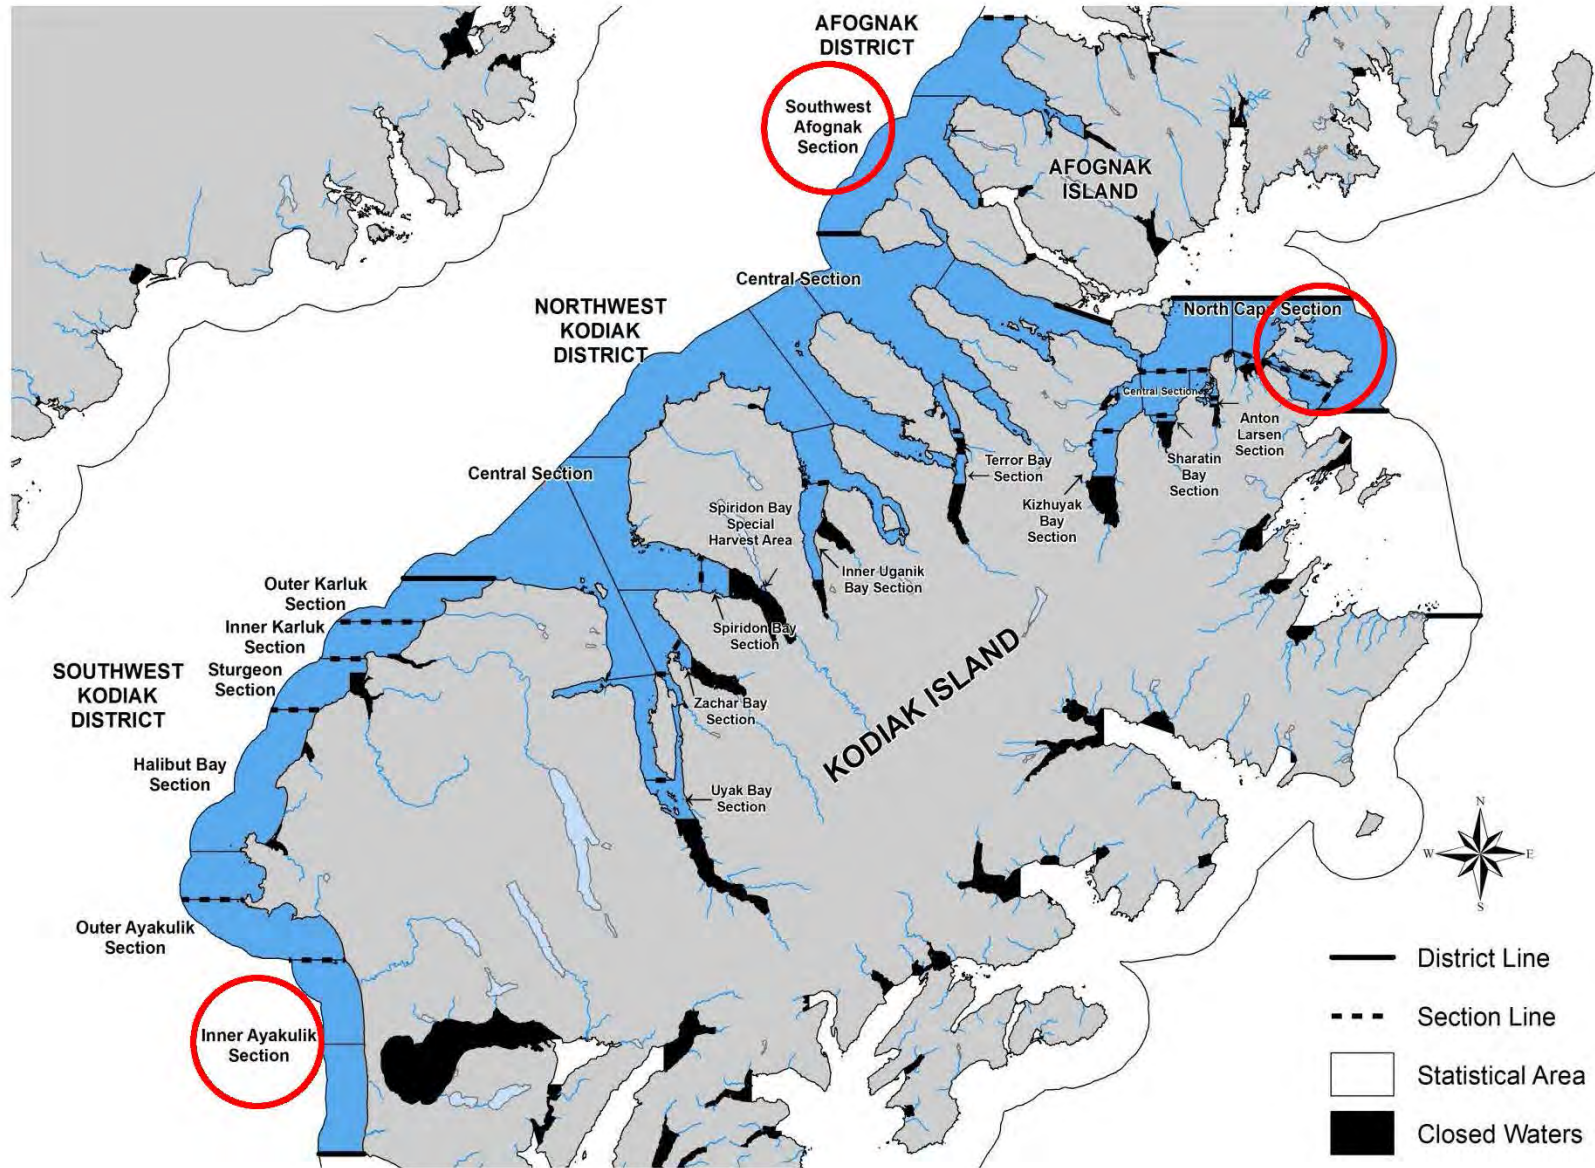 AFOGNAK
DISTRICT
Southwest
Afognak
Section
AFOGNAK
ISLAND
Central Section
NORTHWEST
KODIAK
DISTRICT
North Cape Section
Central Section
Anton
Larsen
Section
Sharatin
Bay
Section
Terror Bay
Section
Kizhuyak
Bay
Section
Central Section
Spiridon Bay
Special
Harvest Area
Inner Uganik
Bay Section
Outer Karluk
Section
Inner Karluk
Section
Sturgeon
Section
SOUTHWEST
KODIAK
DISTRICT
Spiridon Bay
Section
Zachar Bay
Section
KODIAK ISLAND
Halibut Bay
Section
Uyak Bay
Section
Outer Ayakulik
Section
Inner Ayakulik
Section
N
W
E
S
District Line
Section Line
Statistical Area
Closed Waters